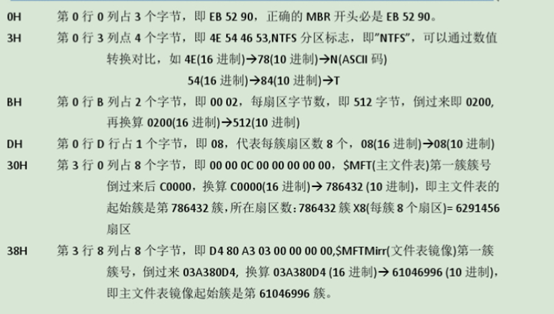 0H 第 0 行 0 列占 3 个字节，即 EB 52 90，正确的 MBR 开头必是 EB 52 90。
3H 第 0 行 3 列点 4 个字节，即 4E 54 46 53,NTFS 分区标志，即"NTFS"，可以通过数值
转换对比，如 4E(16 进制)→78(10 进制)→N(ASCII 码)
54(16 进制)→84(10 进制)→T
BH 第 0 行 B 列占 2 个字节，即 00 02，每扇区字节数，即 512 字节，倒过来即 0200,
再换算 0200(16 进制)→512(10 进制)
DH 第 0 行 D 行占 1 个字节，即 08，代表每簇扇区数 8 个，08(16 进制)→08(10 进制)
30H 第 3 行 0 列占 8 个字节，即 00 00 0C 00 00 00 00 00，$MFT(主文件表)第一簇簇号
倒过来后 C0000，换算 C0000(16 进制)→ 786432 (10 进制)，即主文件表的
起始簇是第 786432 簇，所在扇区数：786432 簇 X8(每簇 8 个扇区)= 6291456
扇区
38H 第 3 行 8 列占 8 个字节，即 D4 80 A3 03 00 00 00 00,$MFTMirr(文件表镜像)第一簇
簇号，倒过来 03A380D4, 换算 03A380D4 (16 进制)→ 61046996 (10 进制)，
即主文件表镜像起始簇是第 61046996 簇。